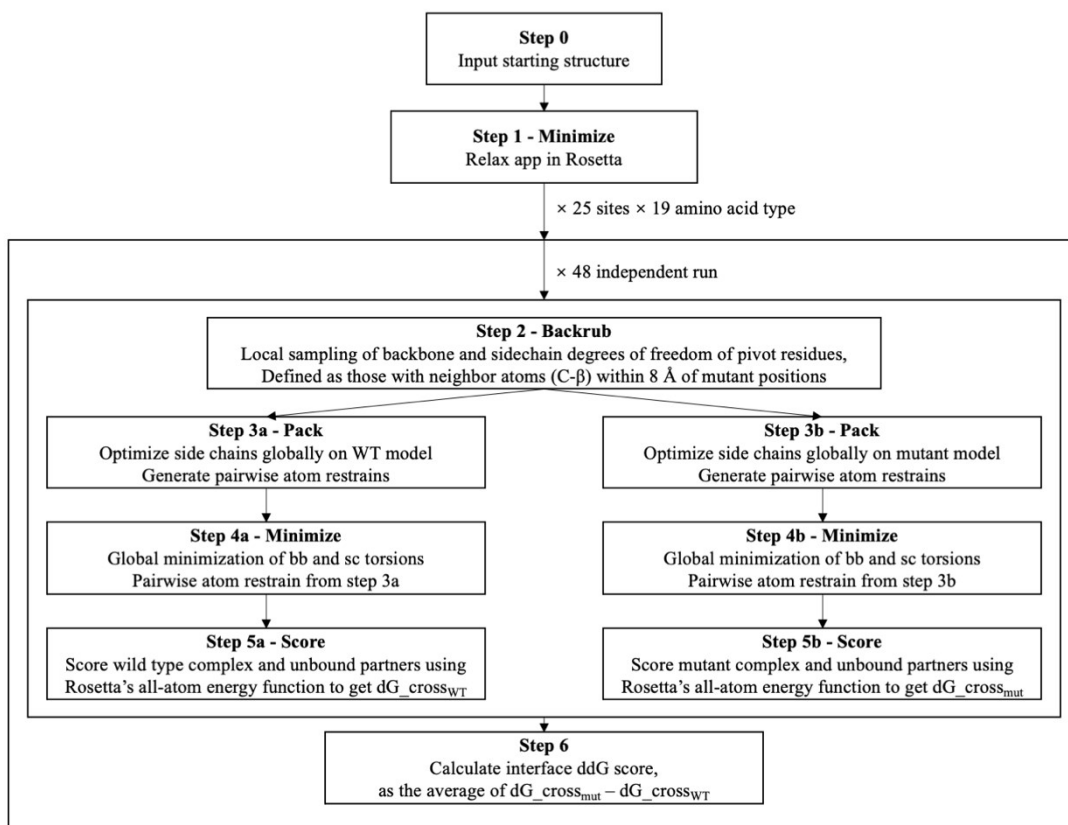 Step 0
Input starting structure
Step 1 - Minimize
Relax app in Rosetta
× 25 sites × 19 amino acid type
× 48 independent run
Step 2 - Backrub
Local sampling of backbone and sidechain degrees of freedom of pivot residues,
Defined as those with neighbor atoms (C-β) within 8 Å of mutant positions
Step 3a - Pack
Optimize side chains globally on WT model
Generate pairwise atom restrains
Step 3b - Pack
Optimize side chains globally on mutant model
Generate pairwise atom restrains
Step 4a - Minimize
Global minimization of bb and sc torsions
Pairwise atom restrain from step 3a
Step 4b - Minimize
Global minimization of bb and sc torsions
Pairwise atom restrain from step 3b
Step 5a - Score
Score wild type complex and unbound partners using
Rosetta's all-atom energy function to get dG_crossWT
Step 5b - Score
Score mutant complex and unbound partners using
Rosetta's all-atom energy function to get dG_crossmut
Step 6
Calculate interface ddG score,
as the average of dG_crossmut – dG_crossWT